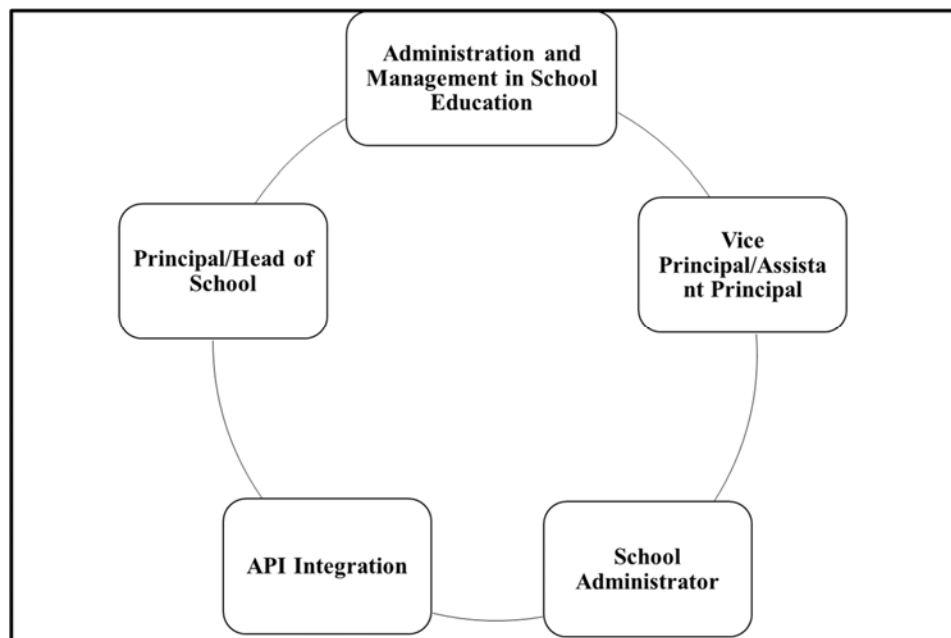 Administration and
Management in School
Education
Principal/Head of
School
Vice
Principal/Assista
nt Principal
API Integration
School
Administrator